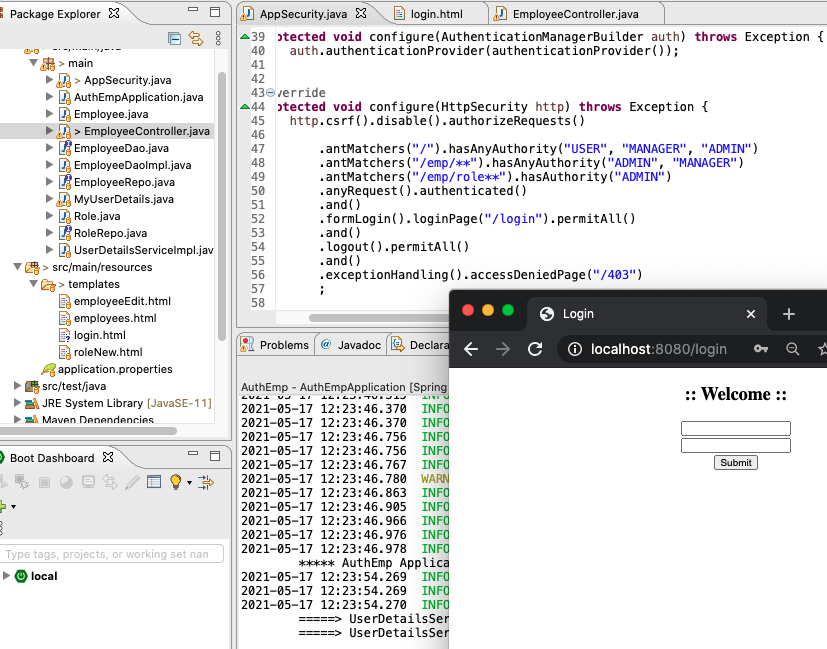 Package Explorer
src/main/java
> main
> AppSecurity.java
AuthEmpApplication.java
Employee.java
> EmployeeController.java
EmployeeDao.java
EmployeeDaoImpl.java
EmployeeRepo.java
MyUserDetails.java
Role.java
RoleRepo.java
UserDetailsServiceImpl.jav
> src/main/resources
> templates
employeeEdit.html
employees.html
login.html
roleNew.html
application.properties
src/test/java
JRE System Library [JavaSE-11]
Maven Dependencies
Boot Dashboard
Type tags, projects, or working set nan
local
AppSecurity.java
login.html
EmployeeController.java
39 otected void configure(AuthenticationManagerBuilder auth) throws Exception {
40 auth.authenticationProvider(authenticationProvider());
41
42
43 verride
44 otected void configure(HttpSecurity http) throws Exception {
45 http.csrf().disable().authorizeRequests()
46
47 .antMatchers("/").hasAnyAuthority("USER", "MANAGER", "ADMIN")
48 .antMatchers("/emp/**").hasAnyAuthority("ADMIN", "MANAGER")
49 .antMatchers("/emp/role**").hasAuthority("ADMIN")
50 .anyRequest().authenticated()
51 .and()
52 .formLogin().loginPage("/login").permitAll()
53 .and()
54 .logout().permitAll()
55 .and()
56 .exceptionHandling().accessDeniedPage("/403")
57 ;
58
Problems
@ Javadoc
Declara
AuthEmp - AuthEmpApplication [Spring
2021-05-17 12:23:46.370 INFO
2021-05-17 12:23:46.370 INFO
2021-05-17 12:23:46.756 INFO
2021-05-17 12:23:46.756 INFO
2021-05-17 12:23:46.767 INFO
2021-05-17 12:23:46.780 WARN
2021-05-17 12:23:46.863 INFO
2021-05-17 12:23:46.905 INFO
2021-05-17 12:23:46.966 INFO
2021-05-17 12:23:46.976 INFO
2021-05-17 12:23:46.978 INFO
***** AuthEmp Applica
2021-05-17 12:23:54.269 INFO
2021-05-17 12:23:54.269 INFO
2021-05-17 12:23:54.270 INFO
=====> UserDetailsSer
=====> UserDetailsSer
Login
localhost:8080/login
:: Welcome ::
Submit